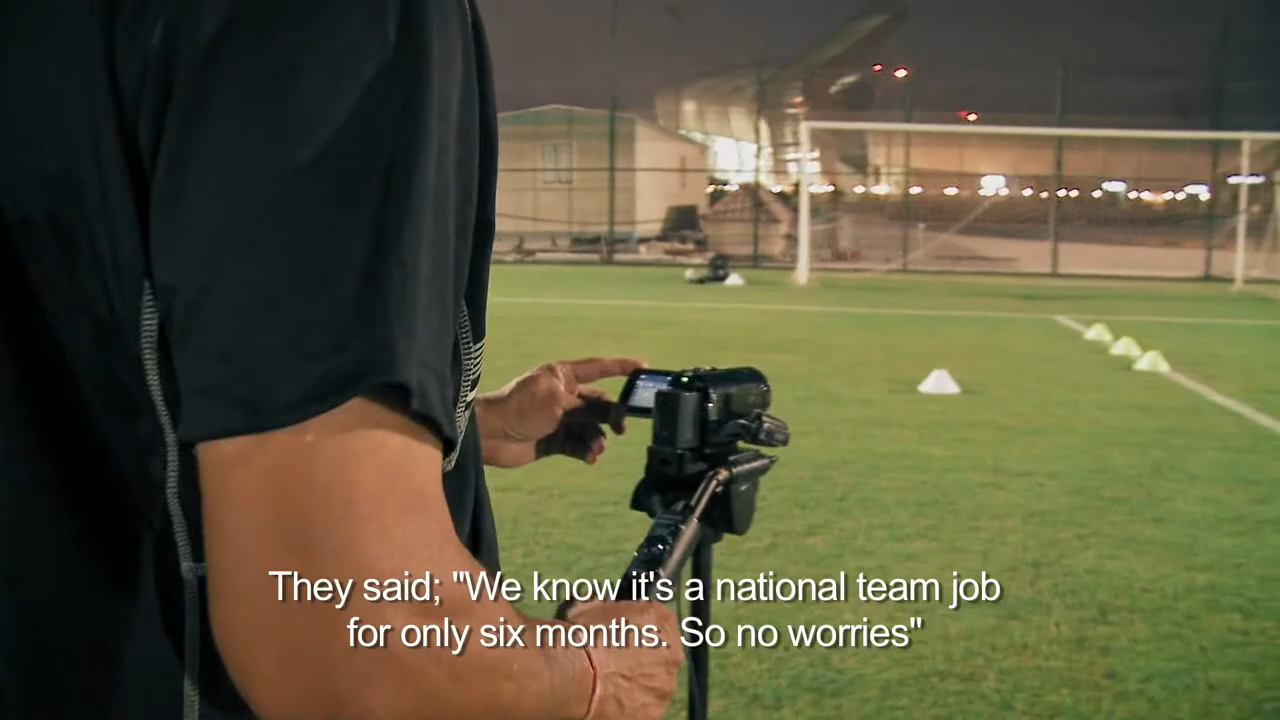 They said; "We know it's a national team job
for only six months. So no worries"